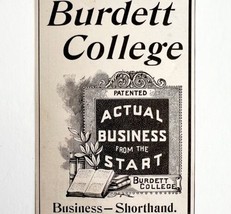 Burdett
College
PATENTED
ACTUAL
BUSINESS
FROM THE
START
BURDETT
COLLEGE
Business—Shorthand.